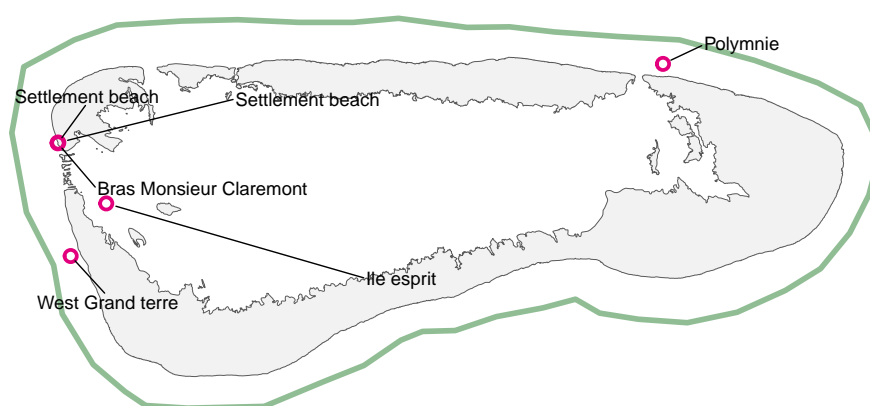 Polymnie
Settlement beach
Settlement beach
Bras Monsieur Claremont
Ile esprit
West Grand terre